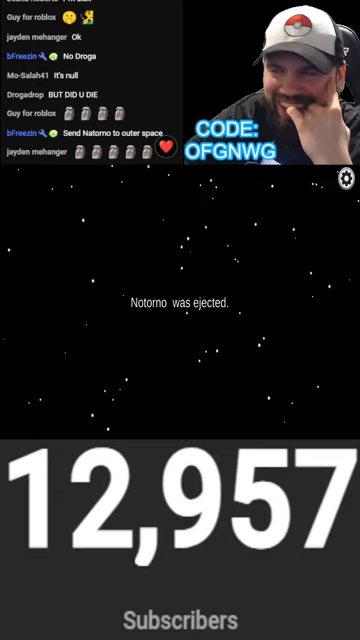 Guy for roblox 🤫 🧏‍♂️
jayden mehanger Ok
bFreezin No Droga
Mo-Salah41 It's null
Drogadrop BUT DID U DIE
Guy for roblox 🗿 🗿 🗿 🗿
bFreezin Send Natorno to outer space
jayden mehanger 🗿 🗿 🗿 🗿 🗿
CODE:
OFGNWG
Notorno was ejected.
12,957
Subscribers